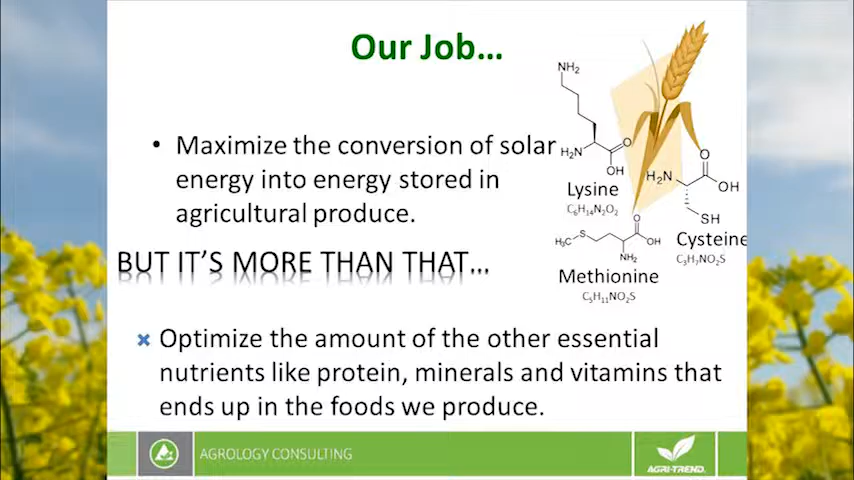 Our Job...
• Maximize the conversion of solar
energy into energy stored in
agricultural produce.
BUT IT'S MORE THAN THAT...
Optimize the amount of the other essential
nutrients like protein, minerals and vitamins that
ends up in the foods we produce.
NH₂
H₂N
O
OH
Lysine
C₆H₁₄N₂O₂
H₂N
O
OH
SH
Cysteine
C₃H₇NO₂S
H₃C
S
O
OH
NH₂
Methionine
C₅H₁₁NO₂S
AGROLOGY CONSULTING
AGRI-TREND